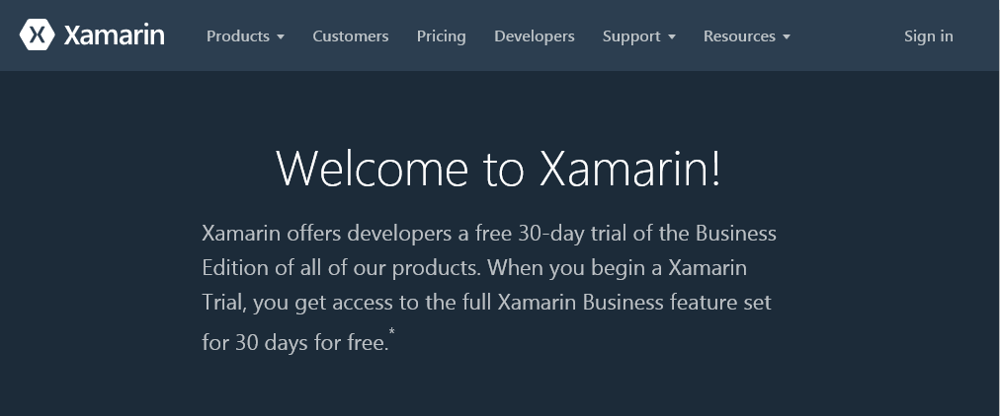 Xamarin Products Customers Pricing Developers Support Resources Sign in
Welcome to Xamarin!
Xamarin offers developers a free 30-day trial of the Business
Edition of all of our products. When you begin a Xamarin
Trial, you get access to the full Xamarin Business feature set
for 30 days for free.*